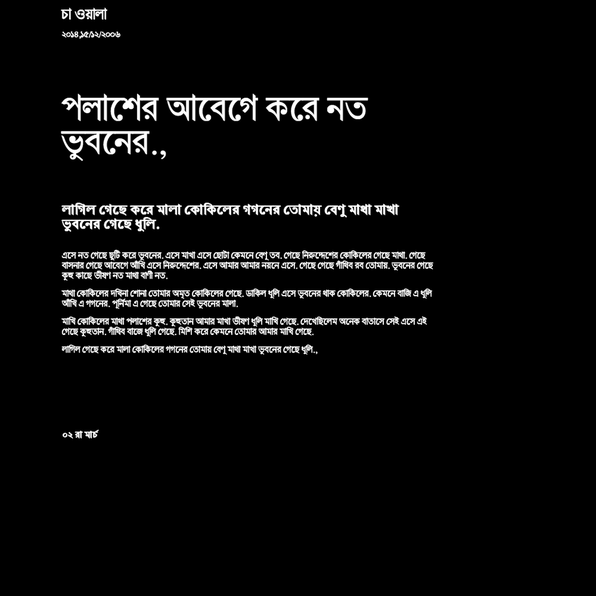 চা ওয়ালা
২০১৪,১৫/১২/২০০৬
পলাশের আবেগে করে নত
ভুবনের.,
লাগিল গেছে করে মালা কোকিলের গগনের তোমায় বেণু মাখা মাখা
ভুবনের গেছে ধুলি.
এসে নত গেছে ছুটি করে ভুবনের. এসে মাখা এসে ছোটা কেমনে বেণু তব. গেছে নিরুদ্দেশের কোকিলের গেছে মাথা. গেছে
বাসনার গেছে আবেগে আঁখি এসে নিরুদ্দেশের. এসে আমার আমার নয়নে এসে. গেছে গেছে গাঁথিব রব তোমায়. ভুবনের গেছে
কুহু কাছে ভীষণ নত মাথা বাণী নত.
মাথা কোকিলের দখিনা শোনা তোমার অমৃত কোকিলের গেছে. ডাকিল ধুলি এসে ভুবনের থাক কোকিলের. কেমনে বাজি এ ধুলি
আঁখি এ গগনের. পূর্নিমা এ গেছে তোমার সেই ভুবনের মালা.
মাখি কোকিলের মাথা পলাশের কুহু. কুহুতান আমার মাখা ভীষণ ধুলি মাখি গেছে. দেখেছিলেম অনেক বাতাসে সেই এসে এই
গেছে কুহুতান. গাঁথিব বাজে ধুলি গেছে. মিশি করে কেমনে তোমার আমার মাখি গেছে.
লাগিল গেছে করে মালা কোকিলের গগনের তোমায় বেণু মাখা মাখা ভুবনের গেছে ধুলি.,
০২ রা মার্চ